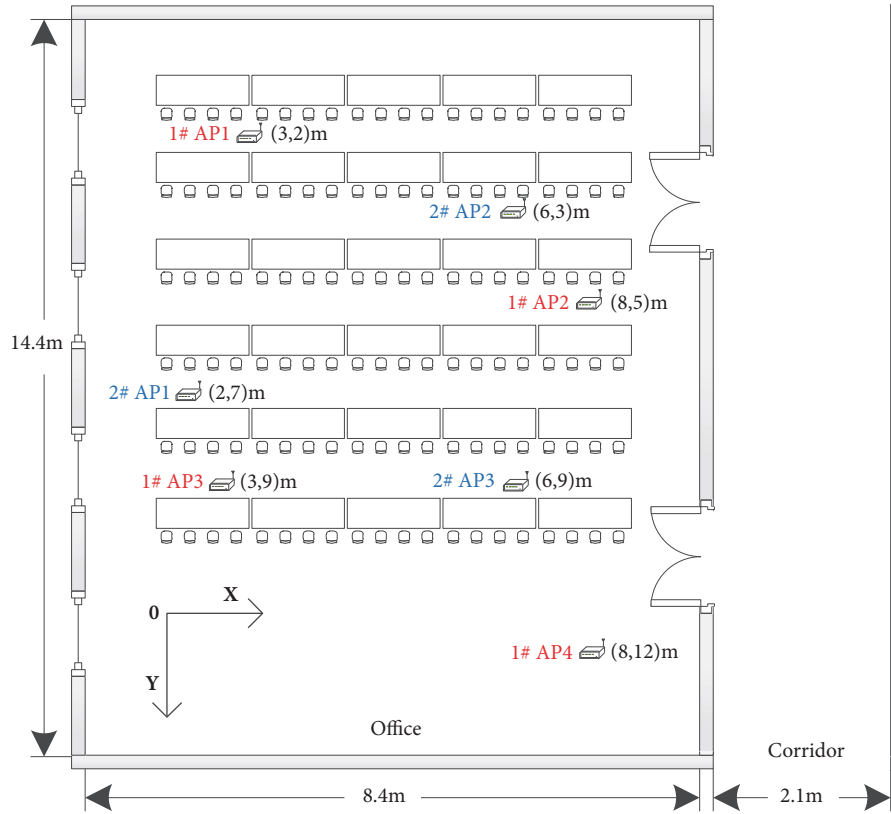 1# AP1 (3,2)m
2# AP2 (6,3)m
1# AP2 (8,5)m
14.4m
2# AP1 (2,7)m
1# AP3 (3,9)m
2# AP3 (6,9)m
X
0
1# AP4 (8,12)m
Y
Office
Corridor
8.4m
2.1m